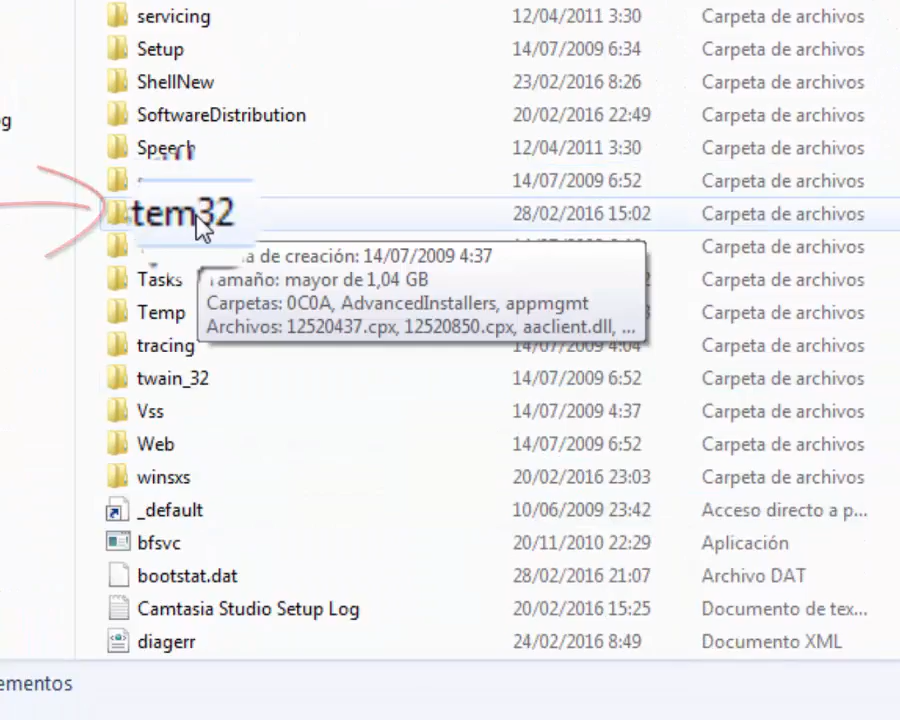 servicing 12/04/2011 3:30 Carpeta de archivos
Setup 14/07/2009 6:34 Carpeta de archivos
ShellNew 23/02/2016 8:26 Carpeta de archivos
g
SoftwareDistribution 20/02/2016 22:49 Carpeta de archivos
Speech 12/04/2011 3:30 Carpeta de archivos
14/07/2009 6:52 Carpeta de archivos
tem32 28/02/2016 15:02 Carpeta de archivos
Carpeta de archivos
a de creación: 14/07/2009 4:37
Tasks Carpeta de archivos
Tamaño: mayor de 1,04 GB
Carpetas: 0C0A, AdvancedInstallers, appmgmt
Temp Carpeta de archivos
Archivos: 12520437.cpx, 12520850.cpx, aaclient.dll, ...
tracing 14/07/2009 4:04 Carpeta de archivos
twain_32 14/07/2009 6:52 Carpeta de archivos
Vss 14/07/2009 4:37 Carpeta de archivos
Web 14/07/2009 6:52 Carpeta de archivos
winsxs 20/02/2016 23:03 Carpeta de archivos
_default 10/06/2009 23:42 Acceso directo a p...
bfsvc 20/11/2010 22:29 Aplicación
bootstat.dat 28/02/2016 21:07 Archivo DAT
Camtasia Studio Setup Log 20/02/2016 15:25 Documento de tex...
diagerr 24/02/2016 8:49 Documento XML
ementos